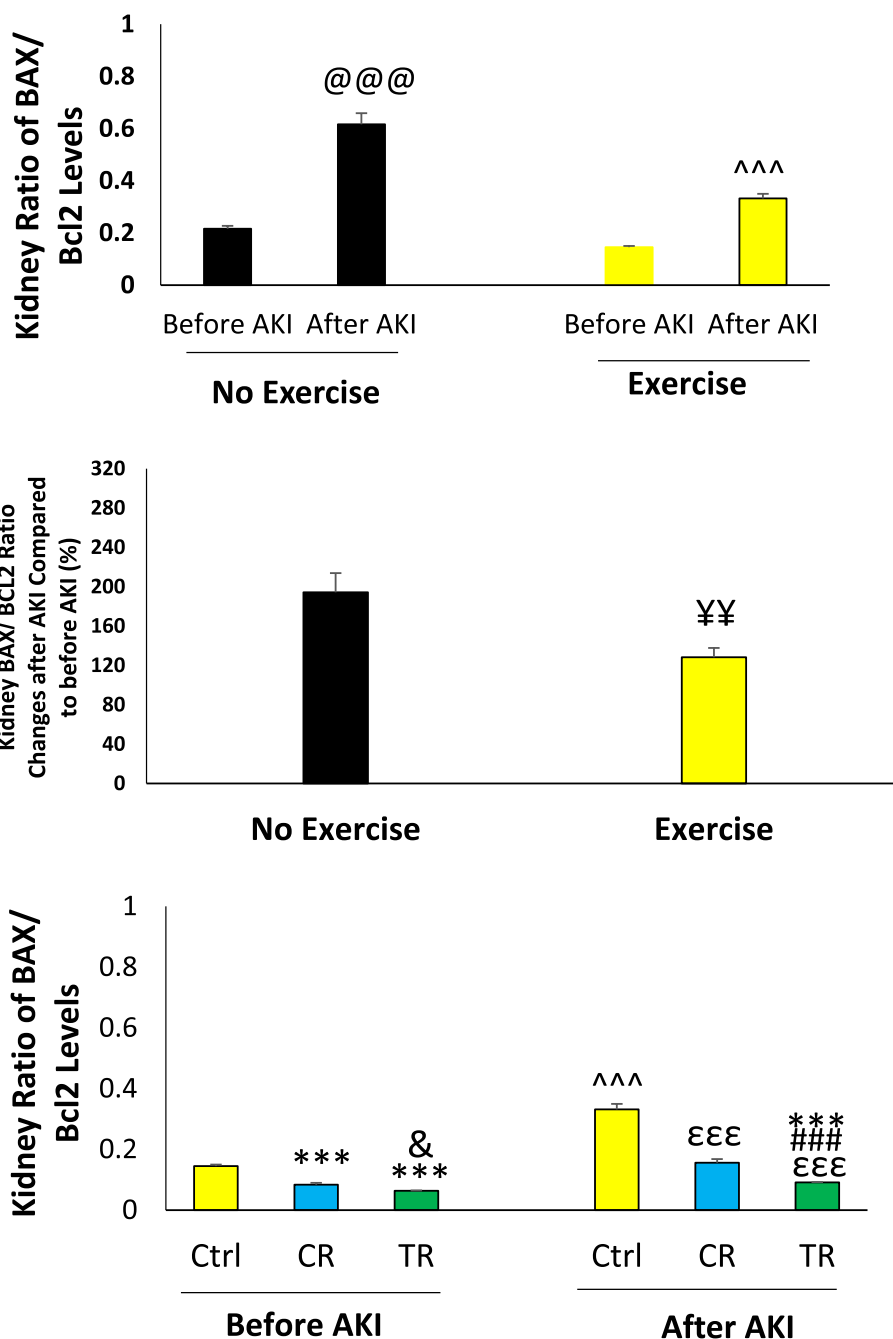 Kidney Ratio of BAX/
Bcl2 Levels
1
0.8
0.6
0.4
0.2
0
@@@
^^^
Before AKI After AKI
Before AKI After AKI
No Exercise
Exercise
Kidney BAX/ BCL2 Ratio
Changes after AKI Compared
to before AKI (%)
320
280
240
200
160
120
80
40
0
¥¥
No Exercise
Exercise
Kidney Ratio of BAX/
Bcl2 Levels
1
0.8
0.6
0.4
0.2
0
***
&
***
^^^
εεε
***
###
εεε
Ctrl CR TR
Ctrl CR TR
Before AKI
After AKI